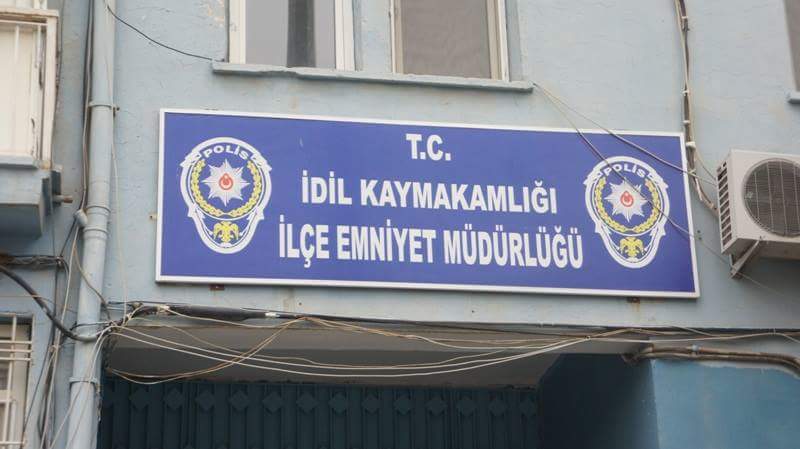 T.C.
İDİL KAYMAKAMLIĞI
İLÇE EMNİYET MÜDÜRLÜĞÜ
POLİS
POLİS